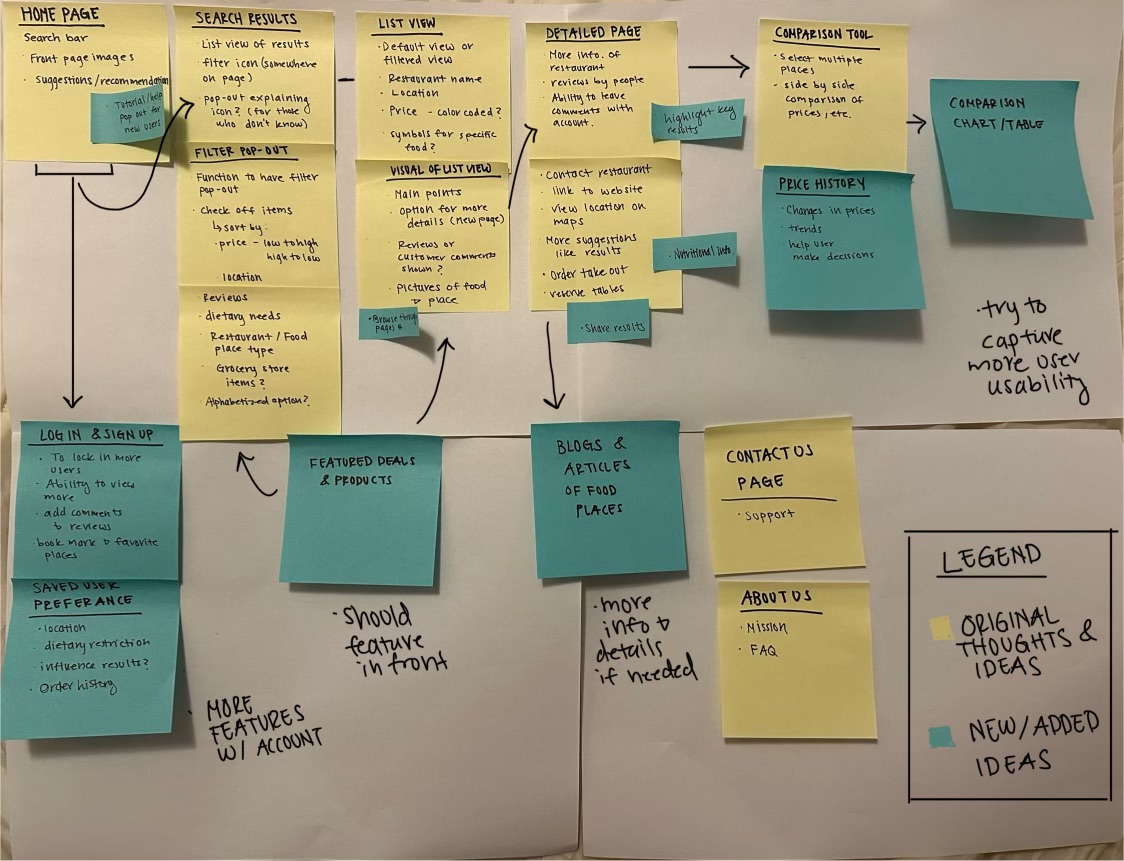 HOME PAGE
Search bar
· Front page images
· Suggestions/recommendation
· Tutorial/help
pop out for
new users
SEARCH RESULTS
· List view of results
· filter icon (somewhere
on page)
· pop-out explaining
icon? (for those
who don't know)
FILTER POP-OUT
Function to have filter
pop-out
· Check off items
↳ sort by:
· price - low to high
high to low
· location
· Reviews
· dietary needs
· Restaurant / Food
place type
· Grocery store
items?
· Alphabetized option?
LIST VIEW
· Default view or
filtered view
· Restaurant name
· Location
· Price - color coded?
· symbols for specific
food?
VISUAL OF LIST VIEW
· Main points
· option for more
details (new page)
· Reviews or
customer comments
shown?
· Pictures of food
& place
· Browse through
pages
DETAILED PAGE
· More info. of
restaurant
· reviews by people
· Ability to leave
comments with
account.
· highlight key
results
· Contact restaurant
· link to website
· View location on
maps
· More suggestions
like results
· Order take out
· reserve tables
· Nutritional info.
· Share results
COMPARISON TOOL
· Select multiple
places
· side by side
comparison of
prices, etc.
PRICE HISTORY
· Changes in prices
· trends
· help user
make decisions
COMPARISON
CHART/TABLE
· try to
capture
more user
usability
LOG IN & SIGN UP
· To lock in more
users
· Ability to view
more
· add comments
& reviews
· book mark & favorite
places
SAVED USER
PREFERANCE
· location
· dietary restriction
· influence results?
· Order history
· MORE
FEATURES
W/ ACCOUNT
FEATURED DEALS
& PRODUCTS
· Should
feature
in front
BLOGS &
ARTICLES
OF FOOD
PLACES
· more
info &
details
if needed
CONTACT US
PAGE
· Support
ABOUT US
· Mission
· FAQ
LEGEND
ORIGINAL
THOUGHTS &
IDEAS
NEW/ADDED
IDEAS